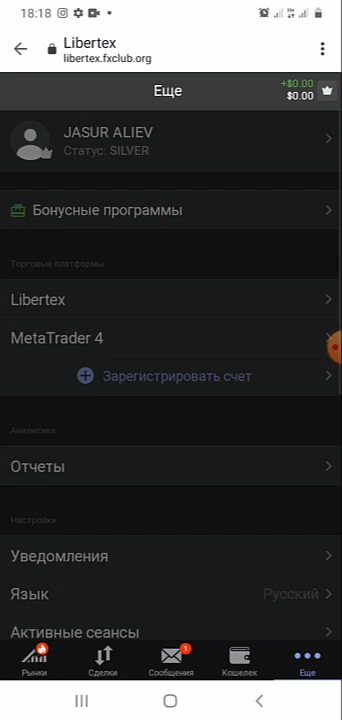 18:18
Libertex
libertex.fxclub.org
Еще
+$0.00
$0.00
JASUR ALIEV
Статус: SILVER
Бонусные программы
Торговые платформы
Libertex
MetaTrader 4
Зарегистрировать счет
Аналитика
Отчеты
Настройки
Уведомления
Язык
Русский
Активные сеансы
1
Рынки
Сделки
Сообщения
Кошелек
Еще